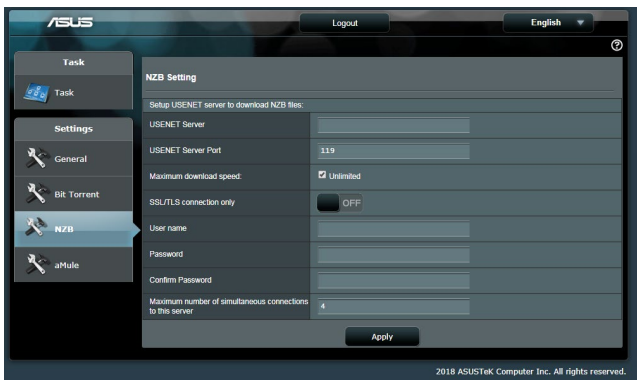 ASUS
Logout
English
?
Task
Task
Settings
General
Bit Torrent
NZB
aMule
NZB Setting
Setup USENET server to download NZB files:
USENET Server
USENET Server Port 119
Maximum download speed: Unlimited
SSL/TLS connection only OFF
User name
Password
Confirm Password
Maximum number of simultaneous connections
to this server 4
Apply
2018 ASUSTeK Computer Inc. All rights reserved.